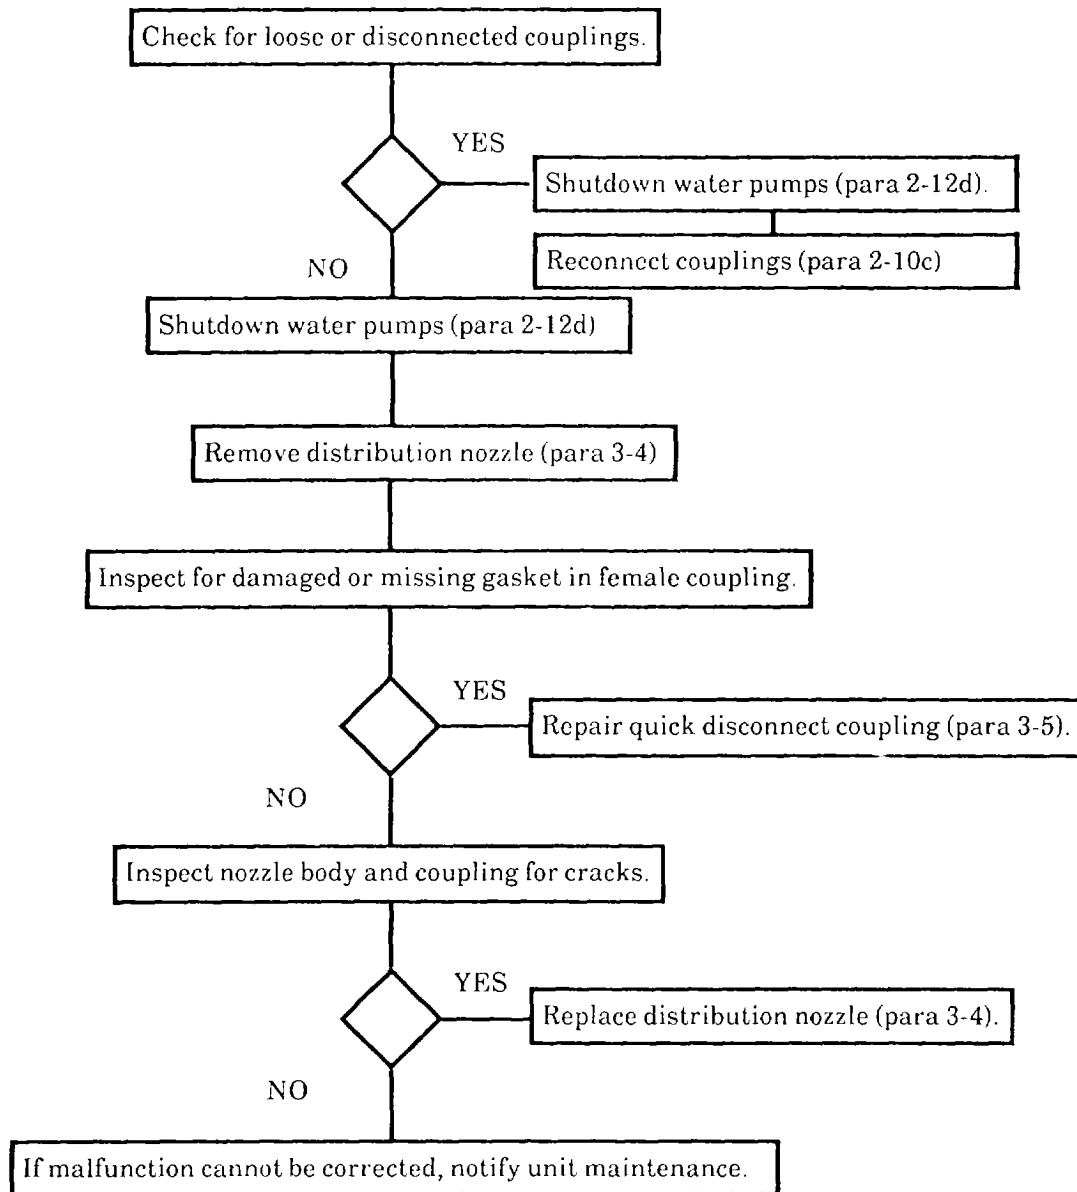 Check for loose or disconnected couplings.
YES
Shutdown water pumps (para 2-12d).
Reconnect couplings (para 2-10c)
NO
Shutdown water pumps (para 2-12d)
Remove distribution nozzle (para 3-4)
Inspect for damaged or missing gasket in female coupling.
YES
Repair quick disconnect coupling (para 3-5).
NO
Inspect nozzle body and coupling for cracks.
YES
Replace distribution nozzle (para 3-4).
NO
If malfunction cannot be corrected, notify unit maintenance.